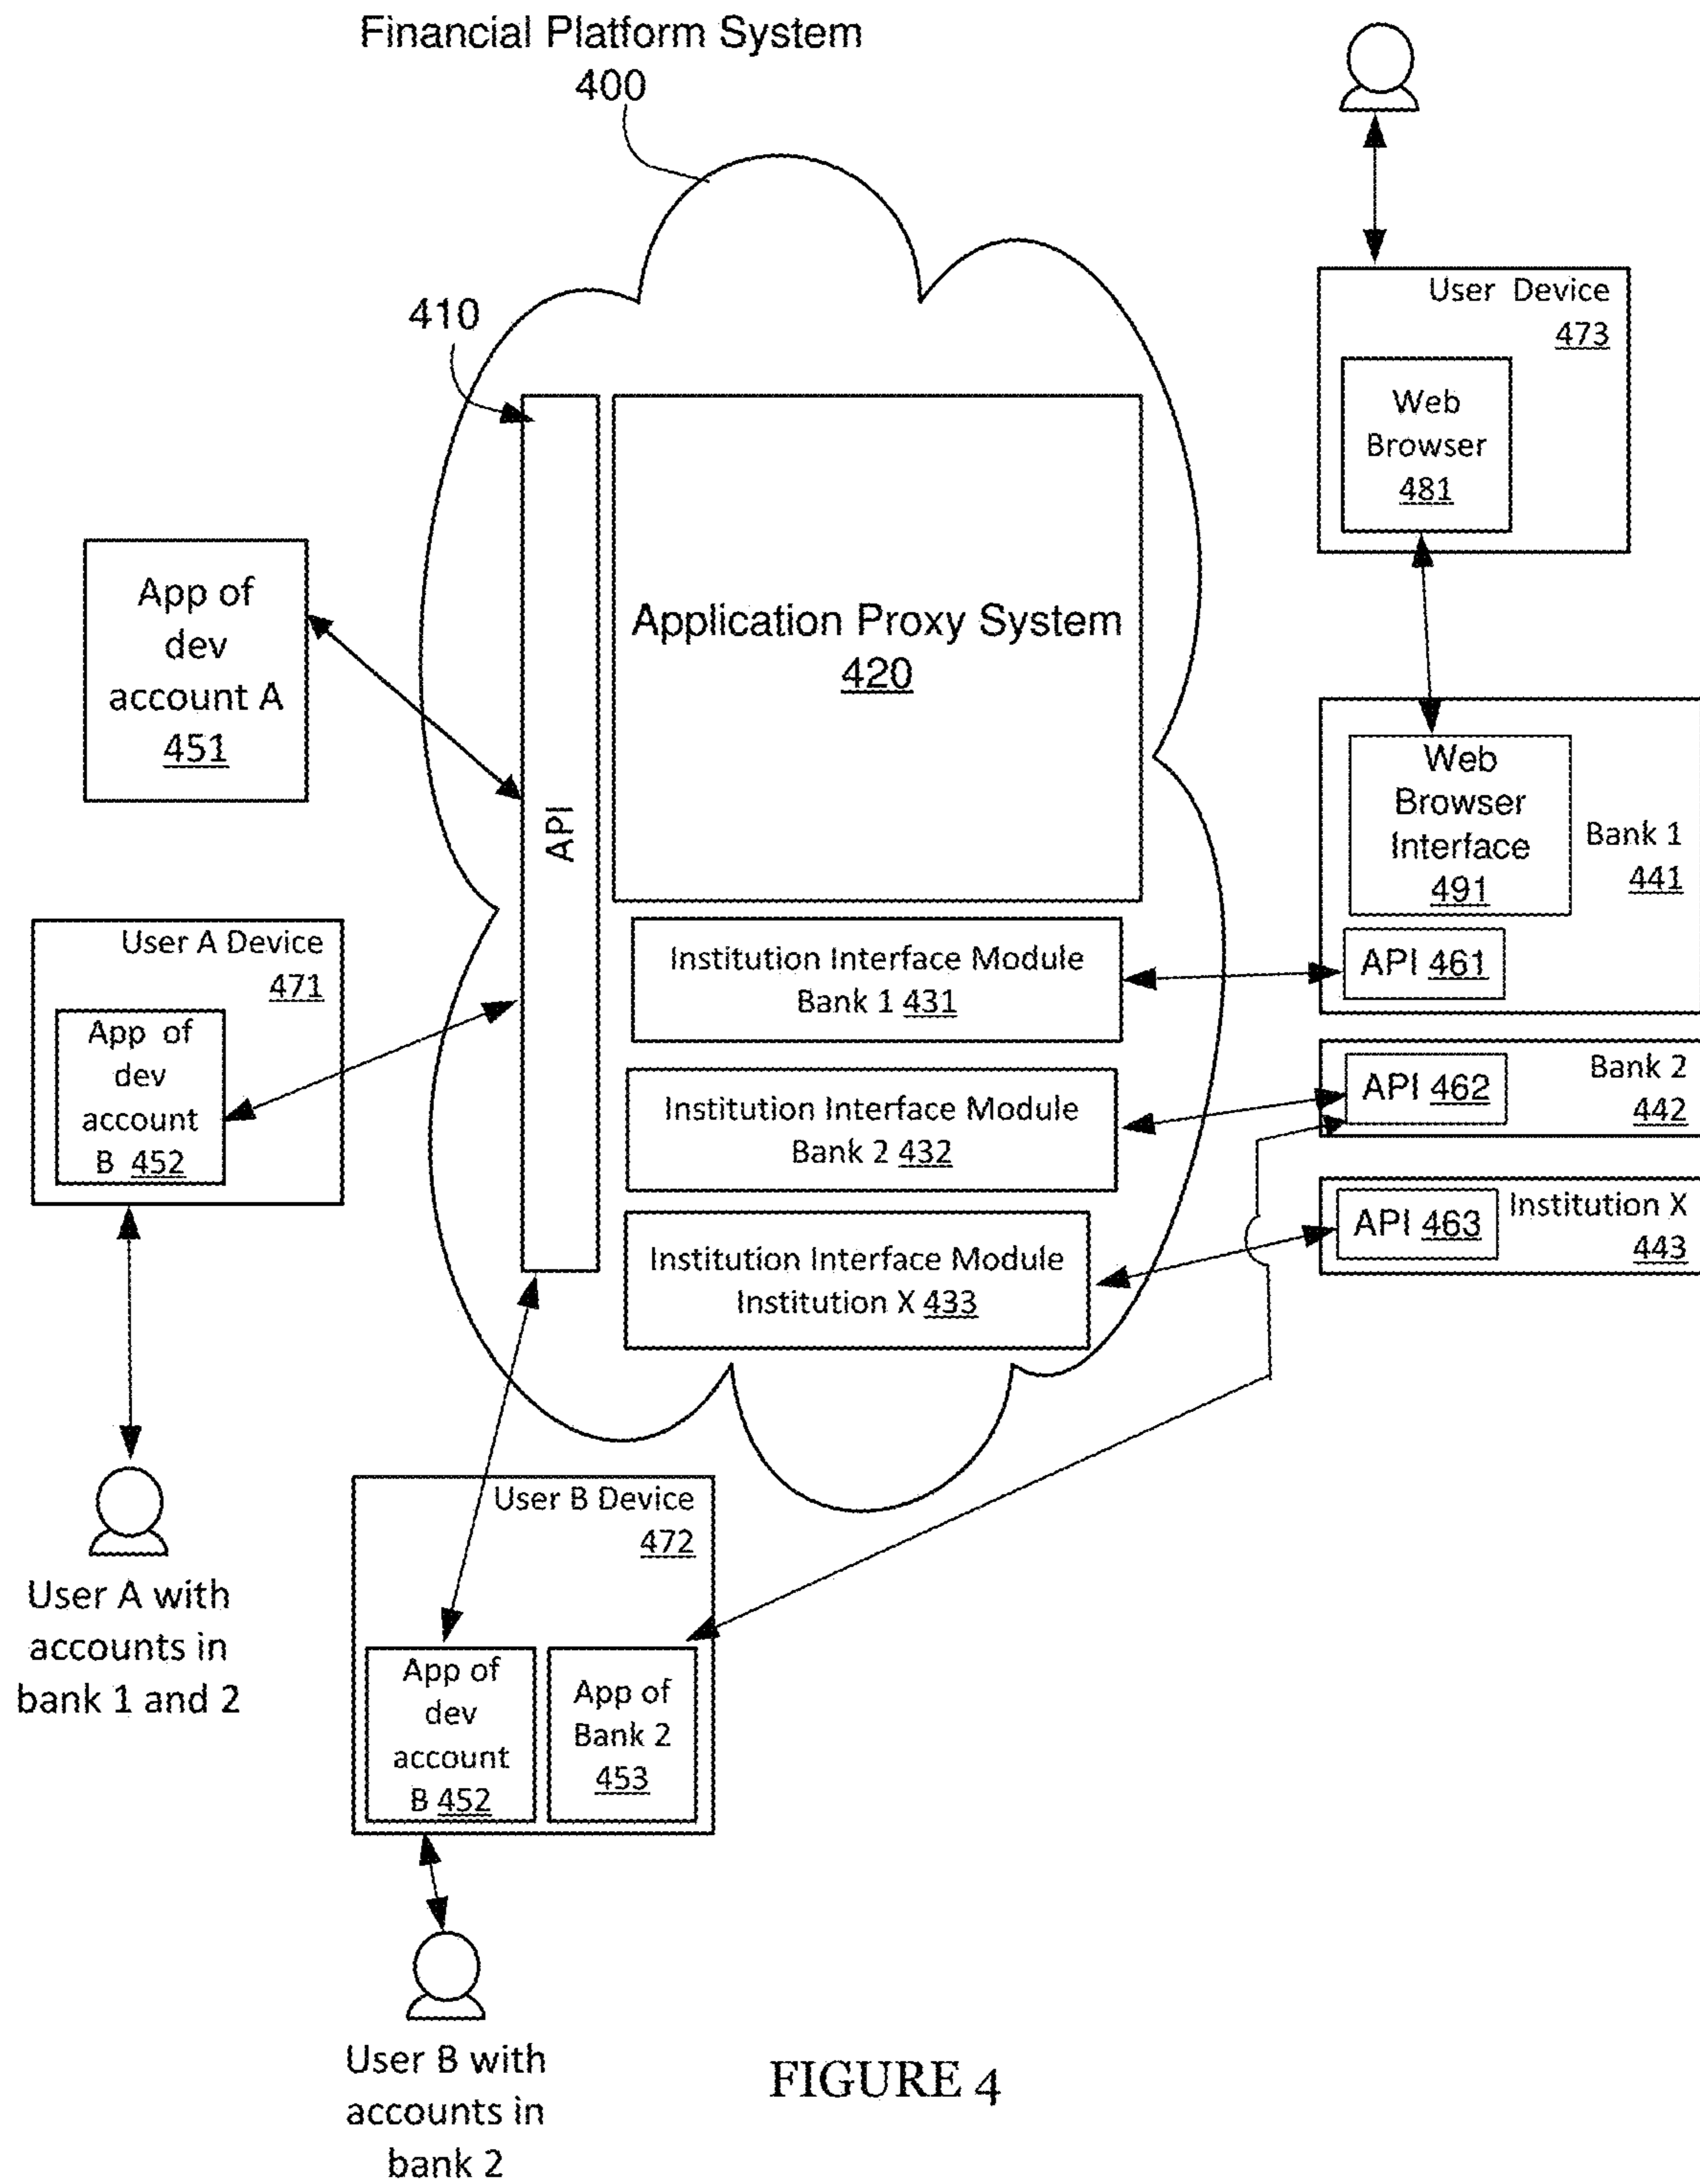 Financial Platform System
400
410
User Device
473
Web
Browser
481
App of
dev
account A
451
API
Application Proxy System
420
Web
Browser
Interface
491
Bank 1
441
API 461
User A Device
471
App of
dev
account
B 452
Institution Interface Module
Bank 1 431
Institution Interface Module
Bank 2 432
Institution Interface Module
Institution X 433
API 462
Bank 2
442
API 463
Institution X
443
User A with
accounts in
bank 1 and 2
User B Device
472
App of
dev
account
B 452
App of
Bank 2
453
User B with
accounts in
bank 2
FIGURE 4